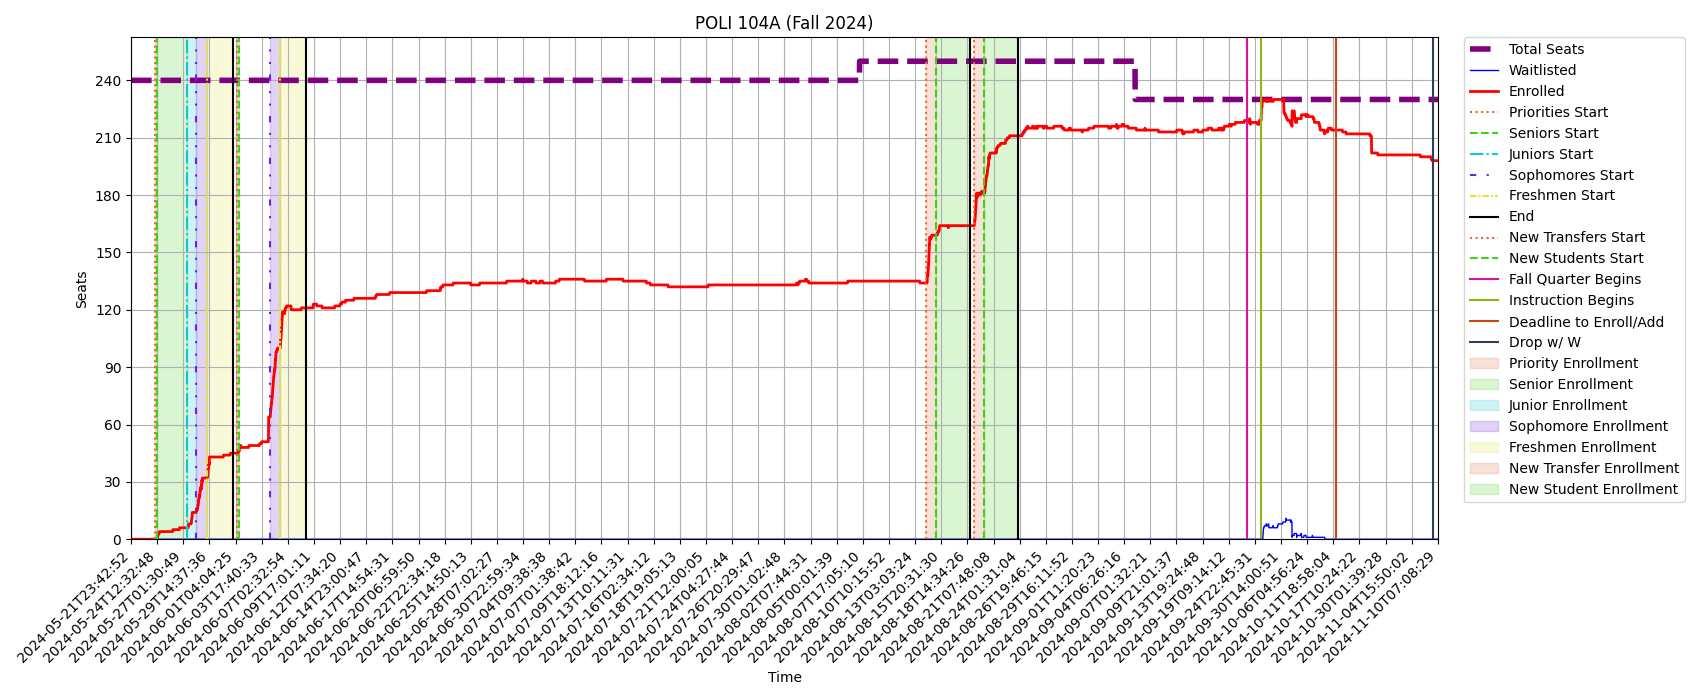 POLI 104A (Fall 2024)
Seats
240
210
180
150
120
90
60
30
0
2024-05-21T23:42:52
2024-05-24T12:32:48
2024-05-27T01:30:49
2024-05-29T14:37:36
2024-06-01T04:04:25
2024-06-03T17:40:33
2024-06-07T02:32:54
2024-06-09T17:01:11
2024-06-12T07:34:20
2024-06-14T23:00:47
2024-06-17T14:54:31
2024-06-20T06:59:50
2024-06-22T22:34:18
2024-06-25T14:50:13
2024-06-28T07:02:27
2024-06-30T22:59:34
2024-07-04T09:38:38
2024-07-07T01:38:42
2024-07-09T18:12:16
2024-07-13T10:11:31
2024-07-16T02:34:12
2024-07-18T19:05:13
2024-07-21T12:00:05
2024-07-24T04:27:44
2024-07-26T20:29:47
2024-07-30T01:02:48
2024-08-02T07:44:31
2024-08-05T00:01:39
2024-08-07T17:05:10
2024-08-10T10:15:52
2024-08-13T03:03:24
2024-08-15T20:31:30
2024-08-18T14:34:26
2024-08-21T07:48:08
2024-08-24T01:31:04
2024-08-26T19:46:15
2024-08-29T16:11:52
2024-09-01T11:20:23
2024-09-04T06:26:16
2024-09-07T01:32:21
2024-09-09T21:01:37
2024-09-13T19:24:48
2024-09-19T09:14:12
2024-09-24T22:45:31
2024-09-30T14:00:51
2024-10-06T04:56:24
2024-10-11T18:58:04
2024-10-17T10:24:22
2024-10-30T01:39:28
2024-11-04T15:50:02
2024-11-10T07:08:29
Time
Total Seats
Waitlisted
Enrolled
Priorities Start
Seniors Start
Juniors Start
Sophomores Start
Freshmen Start
End
New Transfers Start
New Students Start
Fall Quarter Begins
Instruction Begins
Deadline to Enroll/Add
Drop w/ W
Priority Enrollment
Senior Enrollment
Junior Enrollment
Sophomore Enrollment
Freshmen Enrollment
New Transfer Enrollment
New Student Enrollment